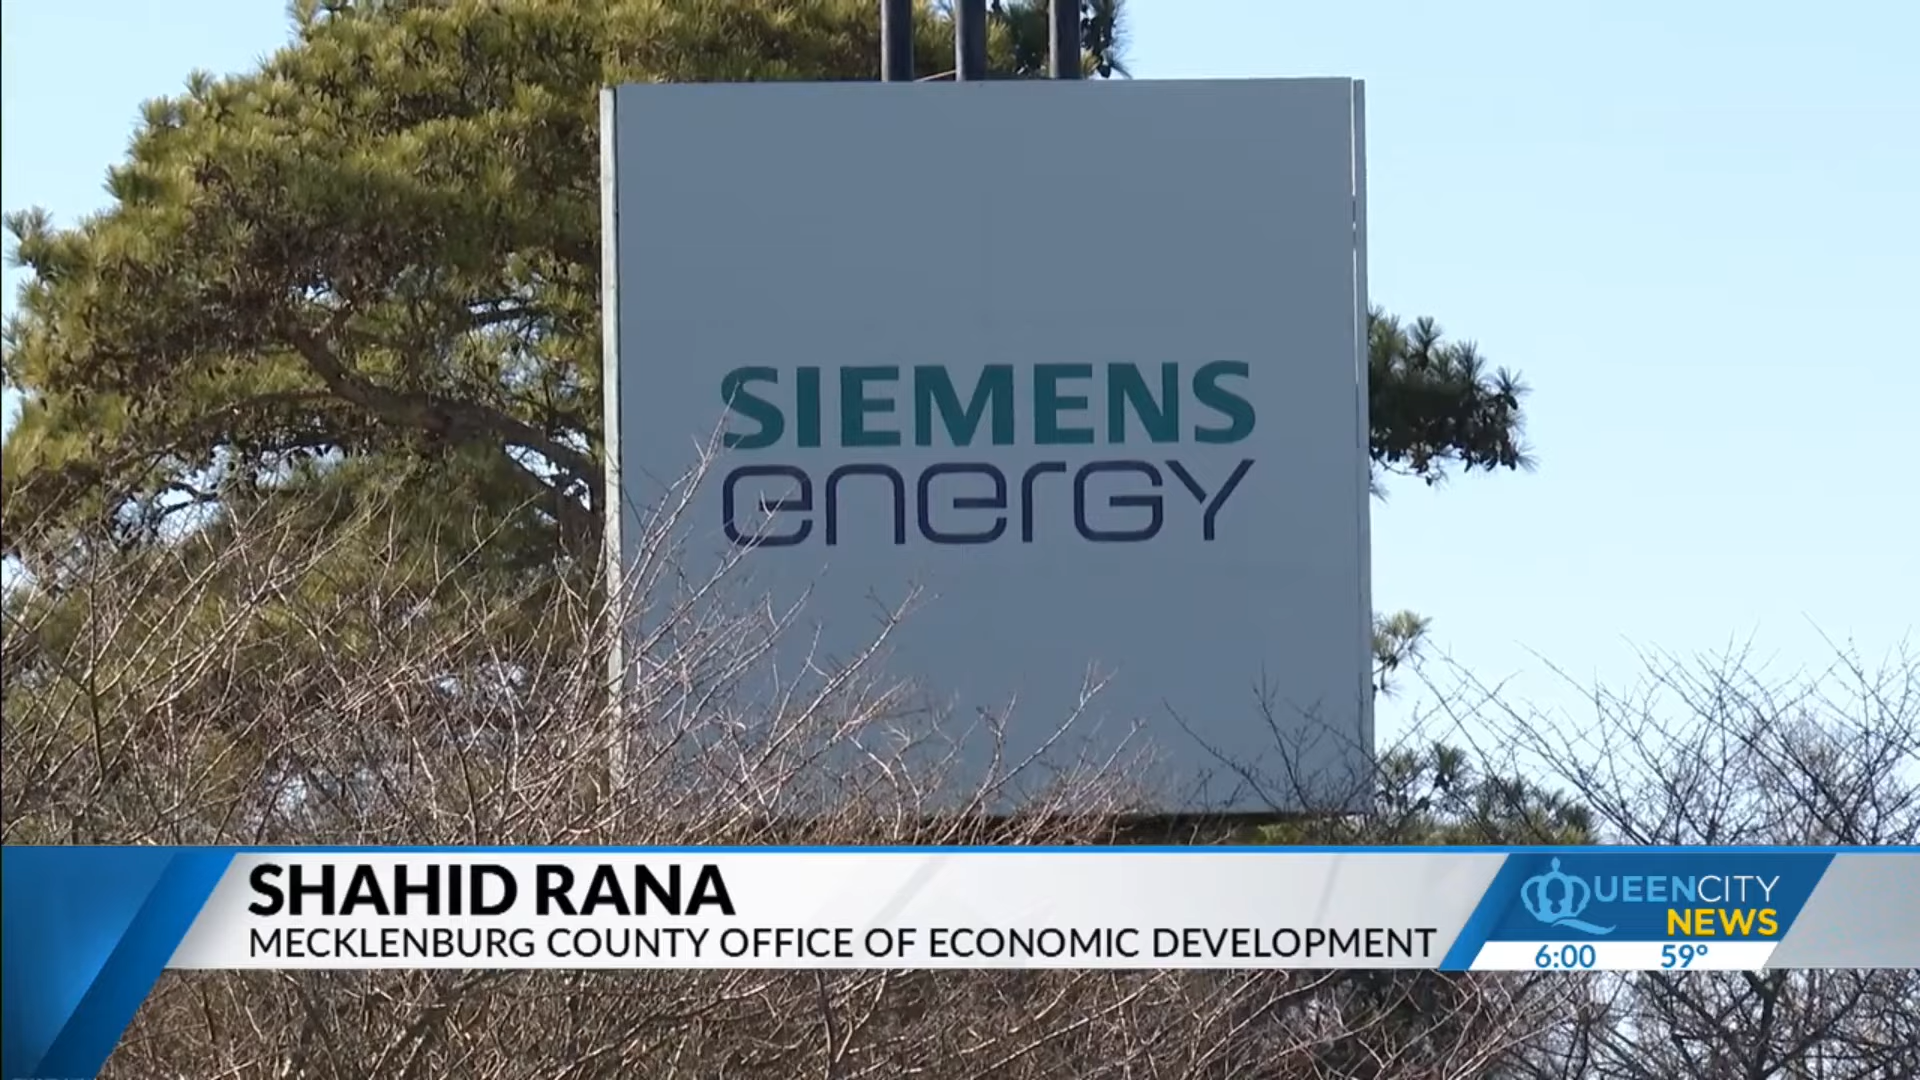 SIEMENS
energy
SHAHID RANA
MECKLENBURG COUNTY OFFICE OF ECONOMIC DEVELOPMENT
QUEENCITY
NEWS
6:00 59°